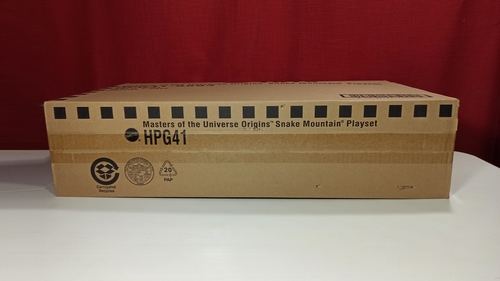 Masters of the Universe Origins™ Snake Mountain® Playset
HPG41
Corrugated
Recycles
20
PAP